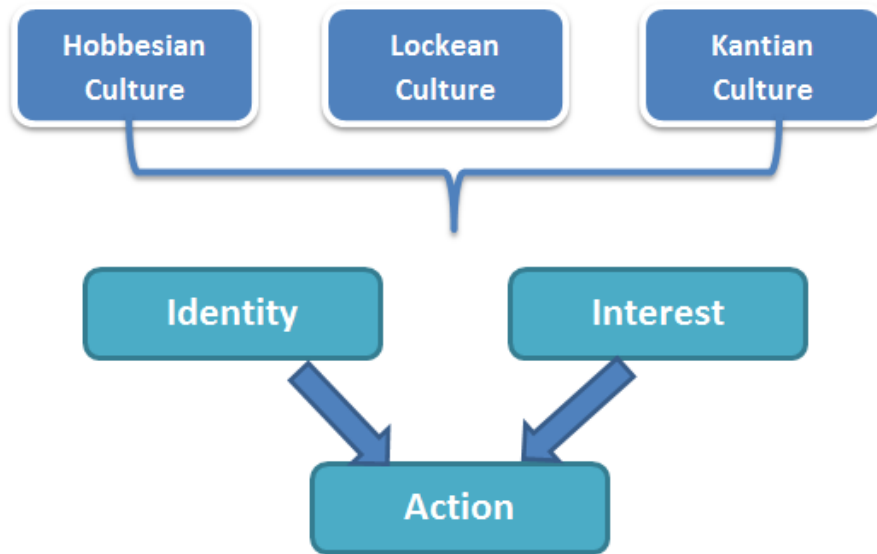 Hobbesian
Culture
Lockean
Culture
Kantian
Culture
Identity
Interest
Action